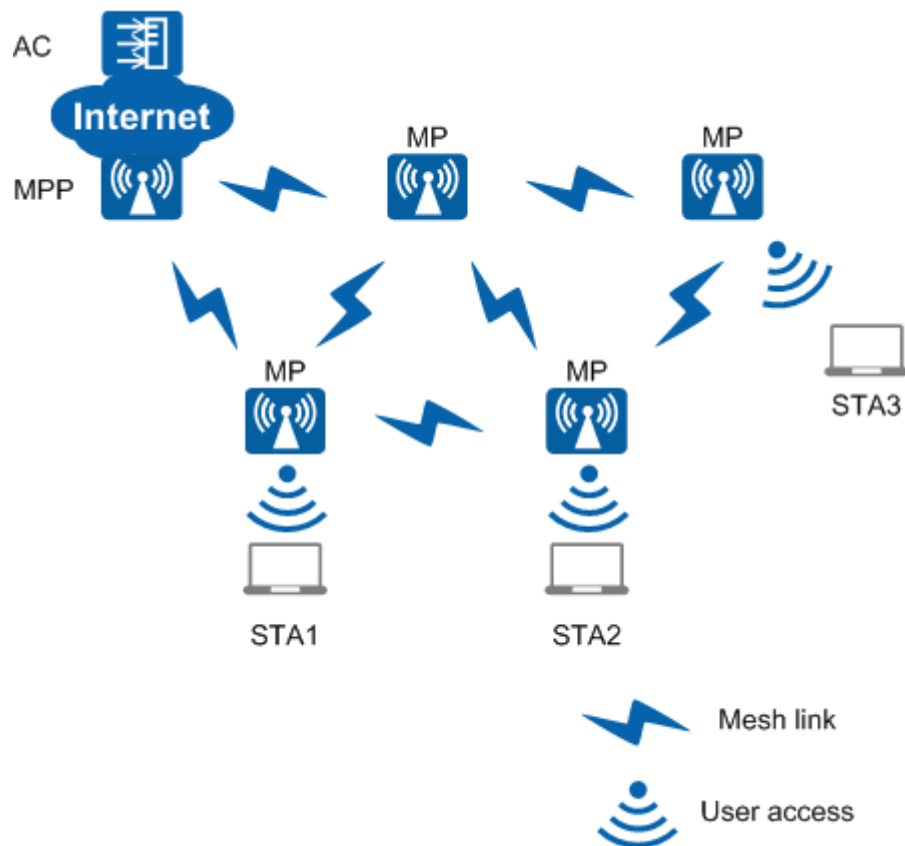 AC
Internet
MPP
MP
MP
MP
MP
STA3
STA1
STA2
Mesh link
User access